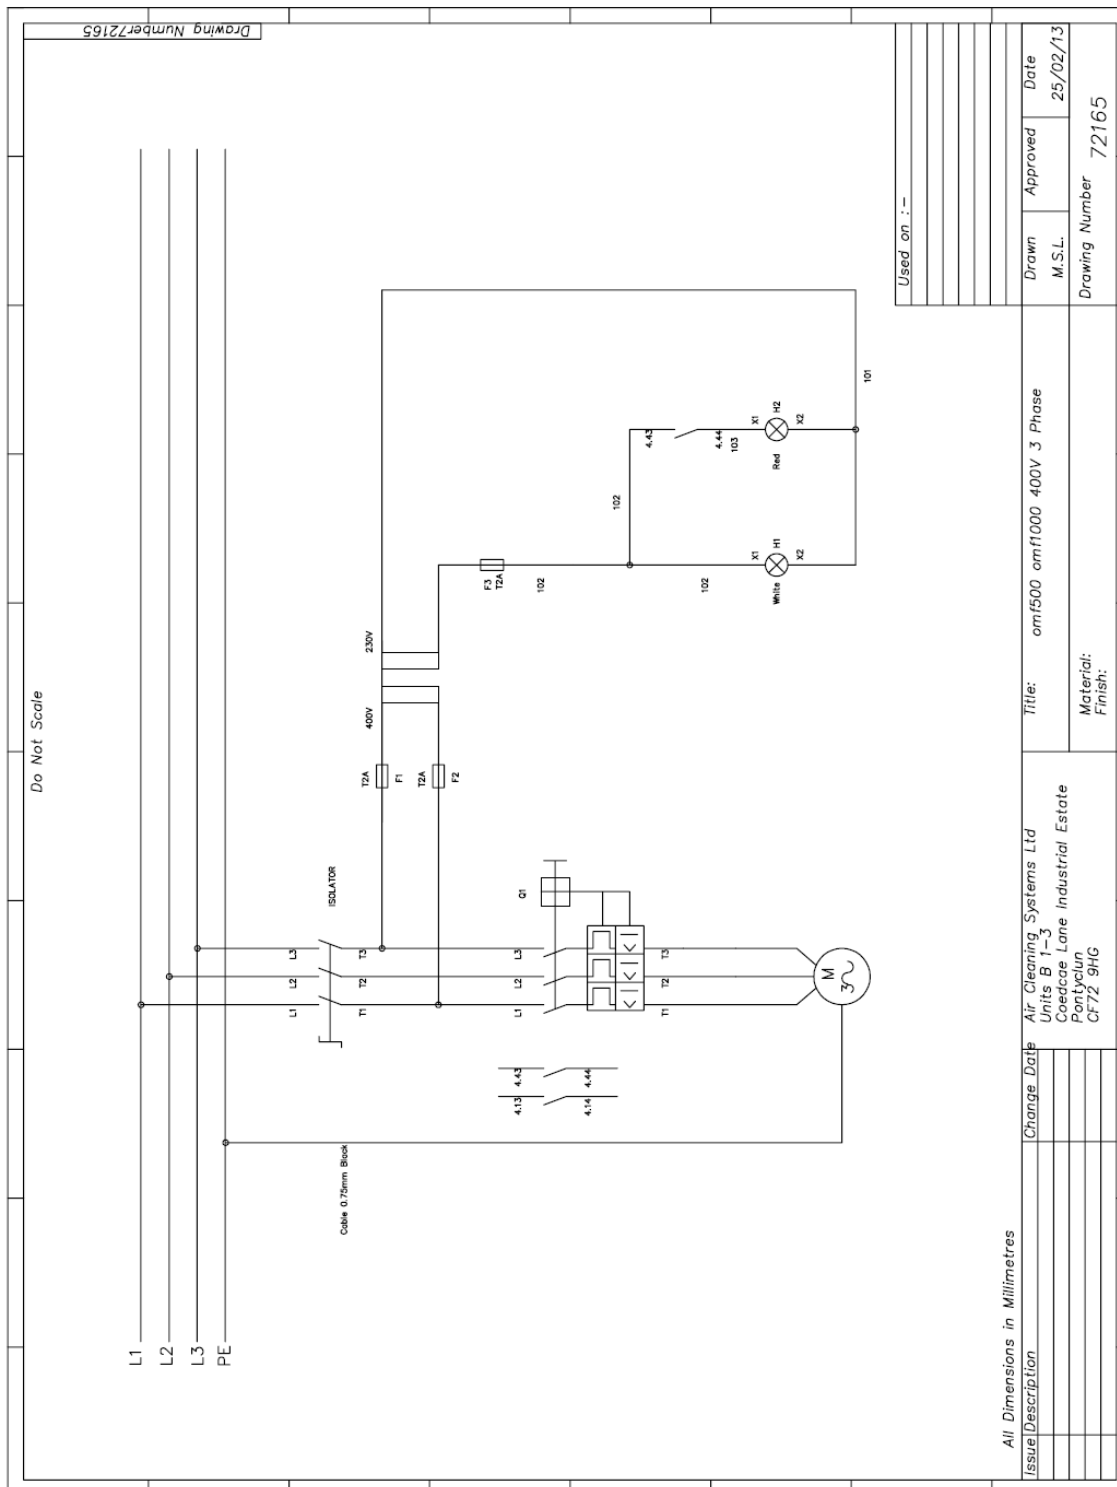 Drawing Number72165
Do Not Scale
L1
L2
L3
PE
Cable 0.75mm Black
L1
L2
L3
ISOLATOR
T1
T2
T3
T2A
F1
T2A
F2
400V
230V
F3
T2A
102
102
102
4.43
4.44
103
X1
H1
White
X2
X1
H2
Red
X2
101
4.13
4.43
4.14
4.44
Q1
L1
L2
L3
T1
T2
T3
M
3
Used on :-
All Dimensions in Millimetres
Issue Description
Change Date
Air Cleaning Systems Ltd
Units B 1-3
Coedcae Lane Industrial Estate
Pontyclun
CF72 9HG
Title: omf500 omf1000 400V 3 Phase
Material:
Finish:
Drawn
Approved
Date
M.S.L.
25/02/13
Drawing Number 72165